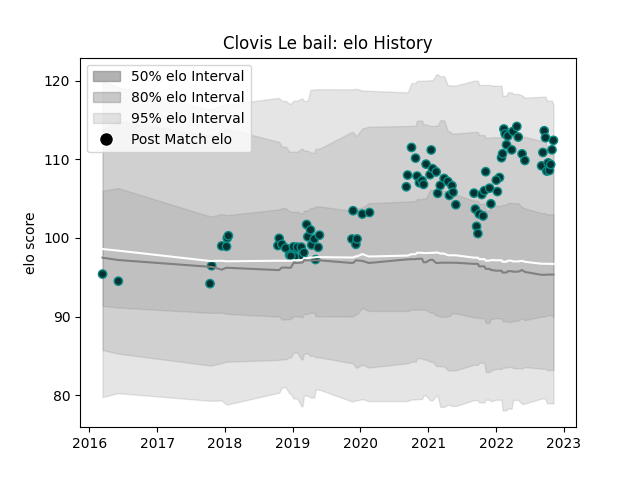 Clovis Le bail: elo History
50% elo Interval
80% elo Interval
95% elo Interval
Post Match elo
elo score
120
110
100
90
80
2016 2017 2018 2019 2020 2021 2022 2023